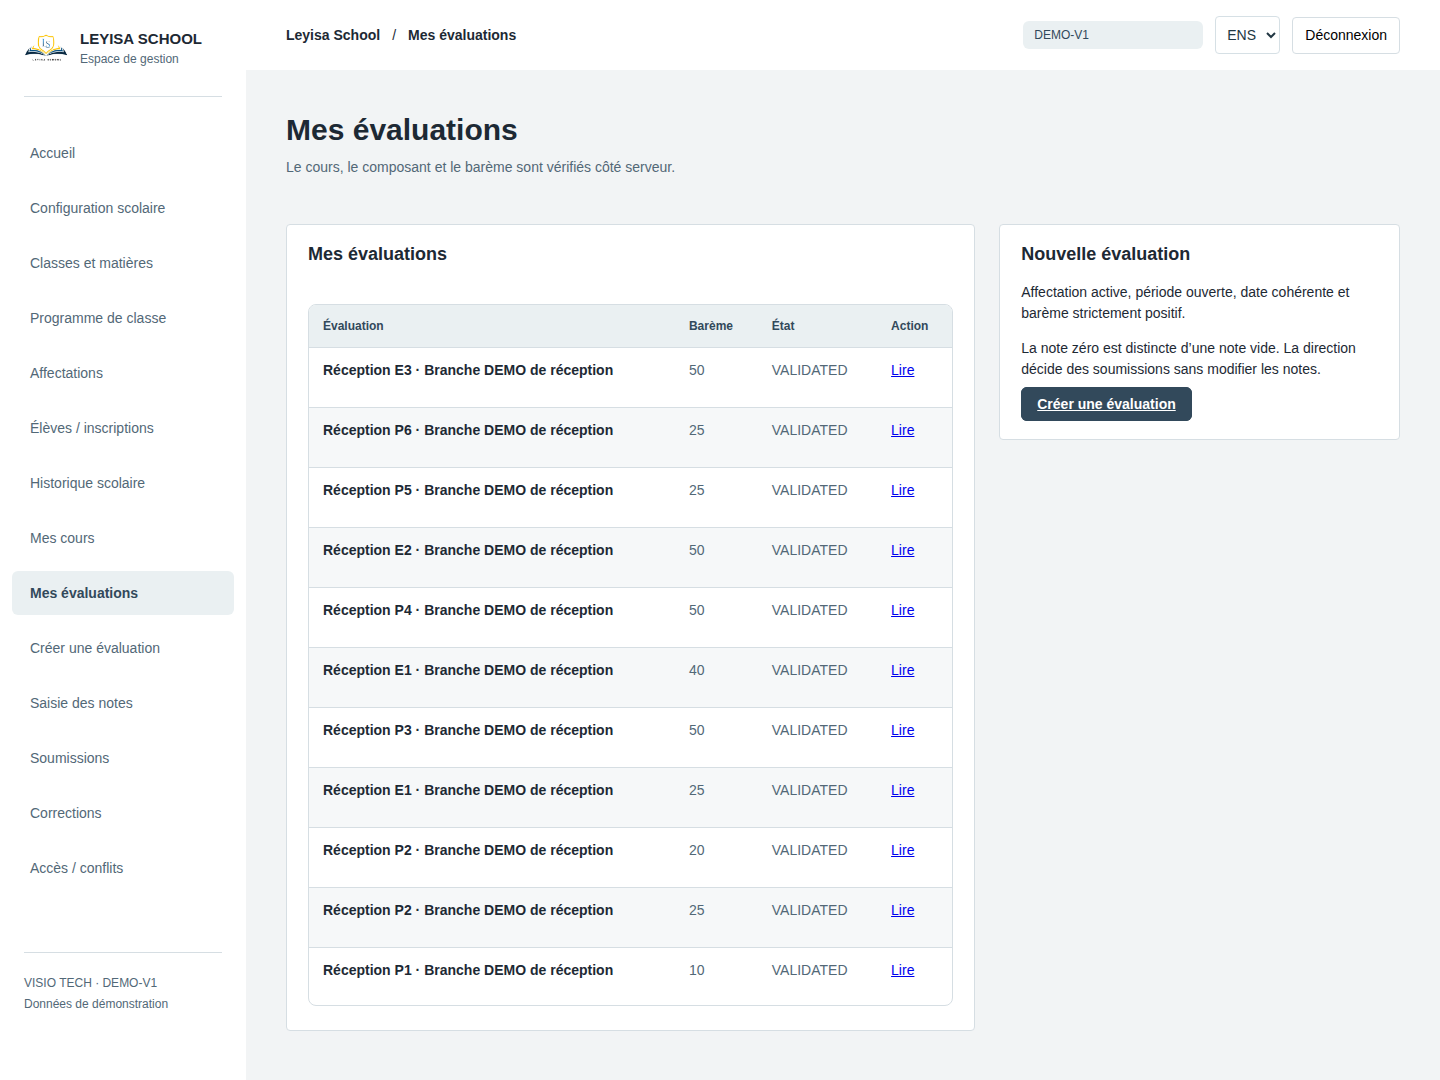 LEYISA SCHOOL
Espace de gestion
Accueil
Configuration scolaire
Classes et matières
Programme de classe
Affectations
Élèves / inscriptions
Historique scolaire
Mes cours
Mes évaluations
Créer une évaluation
Saisie des notes
Soumissions
Corrections
Accès / conflits
VISIO TECH · DEMO-V1
Données de démonstration
Leyisa School / Mes évaluations
DEMO-V1
ENS
Déconnexion
Mes évaluations
Le cours, le composant et le barème sont vérifiés côté serveur.
Mes évaluations
Évaluation Barème État Action
Réception E3 · Branche DEMO de réception 50 VALIDATED Lire
Réception P6 · Branche DEMO de réception 25 VALIDATED Lire
Réception P5 · Branche DEMO de réception 25 VALIDATED Lire
Réception E2 · Branche DEMO de réception 50 VALIDATED Lire
Réception P4 · Branche DEMO de réception 50 VALIDATED Lire
Réception E1 · Branche DEMO de réception 40 VALIDATED Lire
Réception P3 · Branche DEMO de réception 50 VALIDATED Lire
Réception E1 · Branche DEMO de réception 25 VALIDATED Lire
Réception P2 · Branche DEMO de réception 20 VALIDATED Lire
Réception P2 · Branche DEMO de réception 25 VALIDATED Lire
Réception P1 · Branche DEMO de réception 10 VALIDATED Lire
Nouvelle évaluation
Affectation active, période ouverte, date cohérente et
barème strictement positif.
La note zéro est distincte d’une note vide. La direction
décide des soumissions sans modifier les notes.
Créer une évaluation